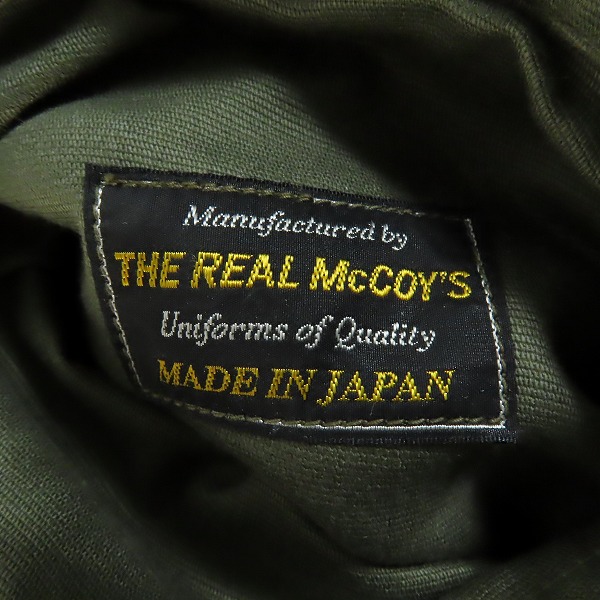 Manufactured by
THE REAL McCOY'S
Uniforms of Quality
MADE IN JAPAN